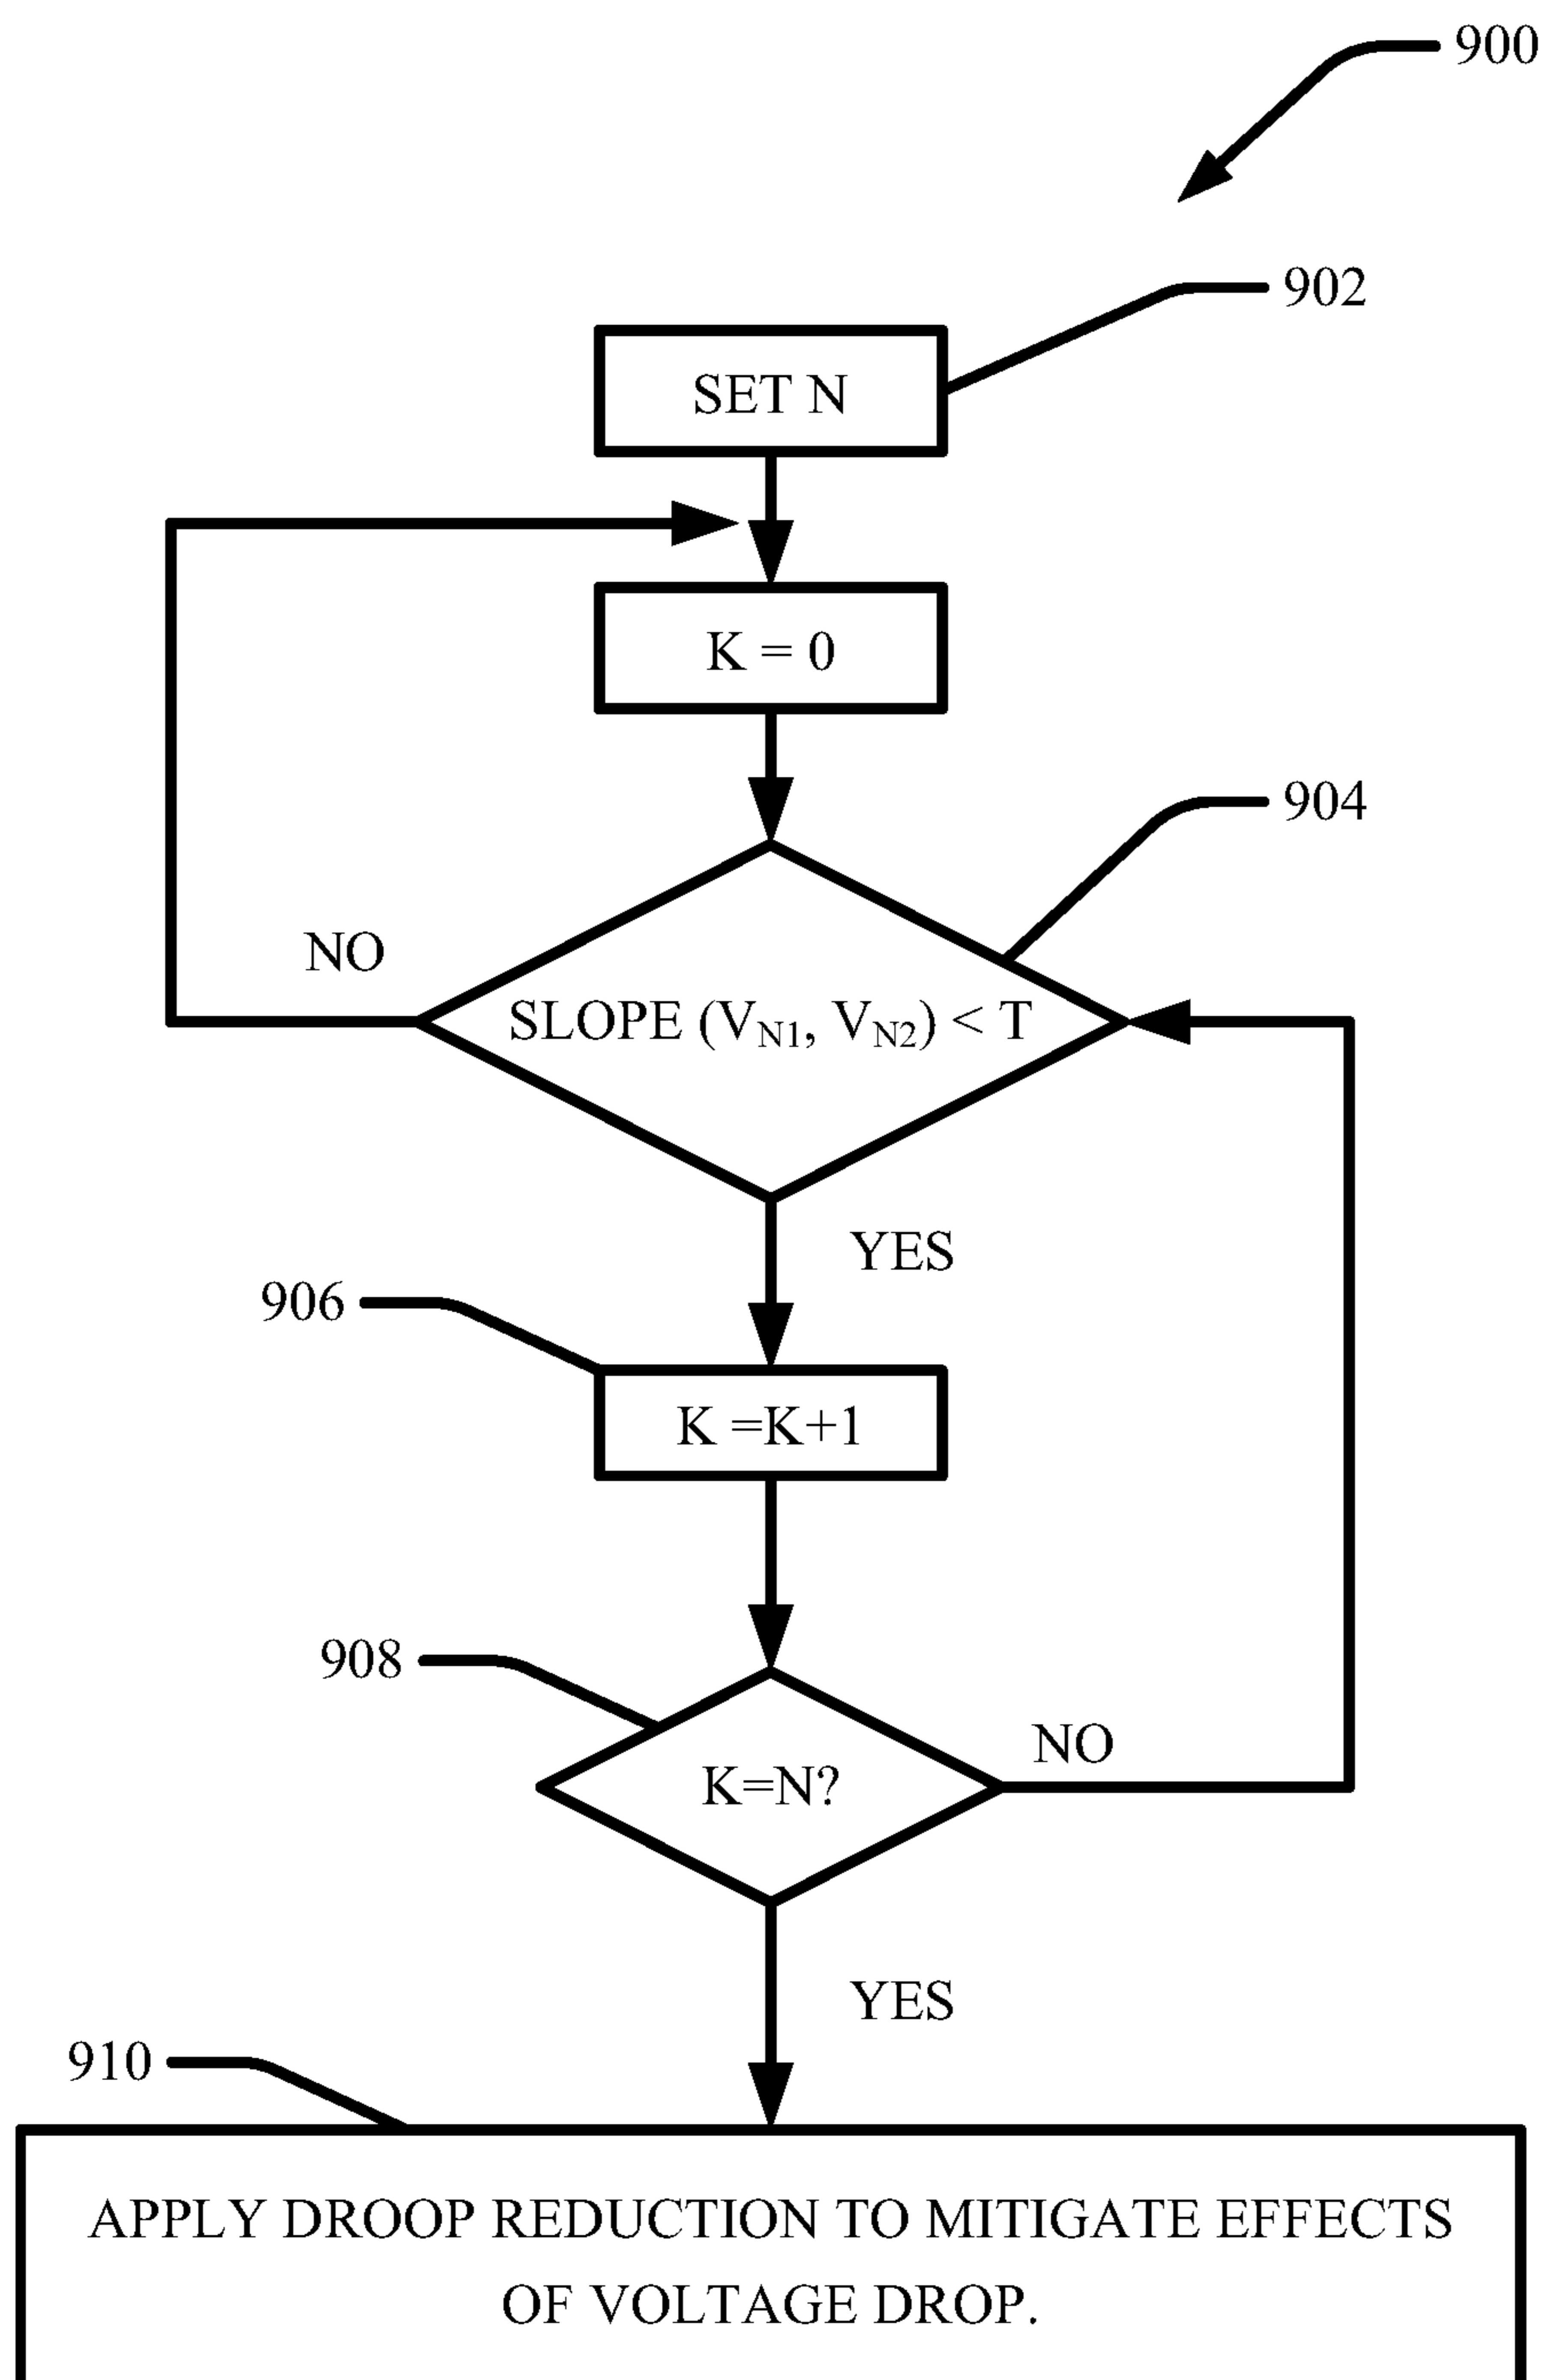 900
902
SET N
K = 0
904
NO
SLOPE (VN1, VN2) < T
YES
906
K =K+1
908
NO
K=N?
YES
910
APPLY DROOP REDUCTION TO MITIGATE EFFECTS
OF VOLTAGE DROP.